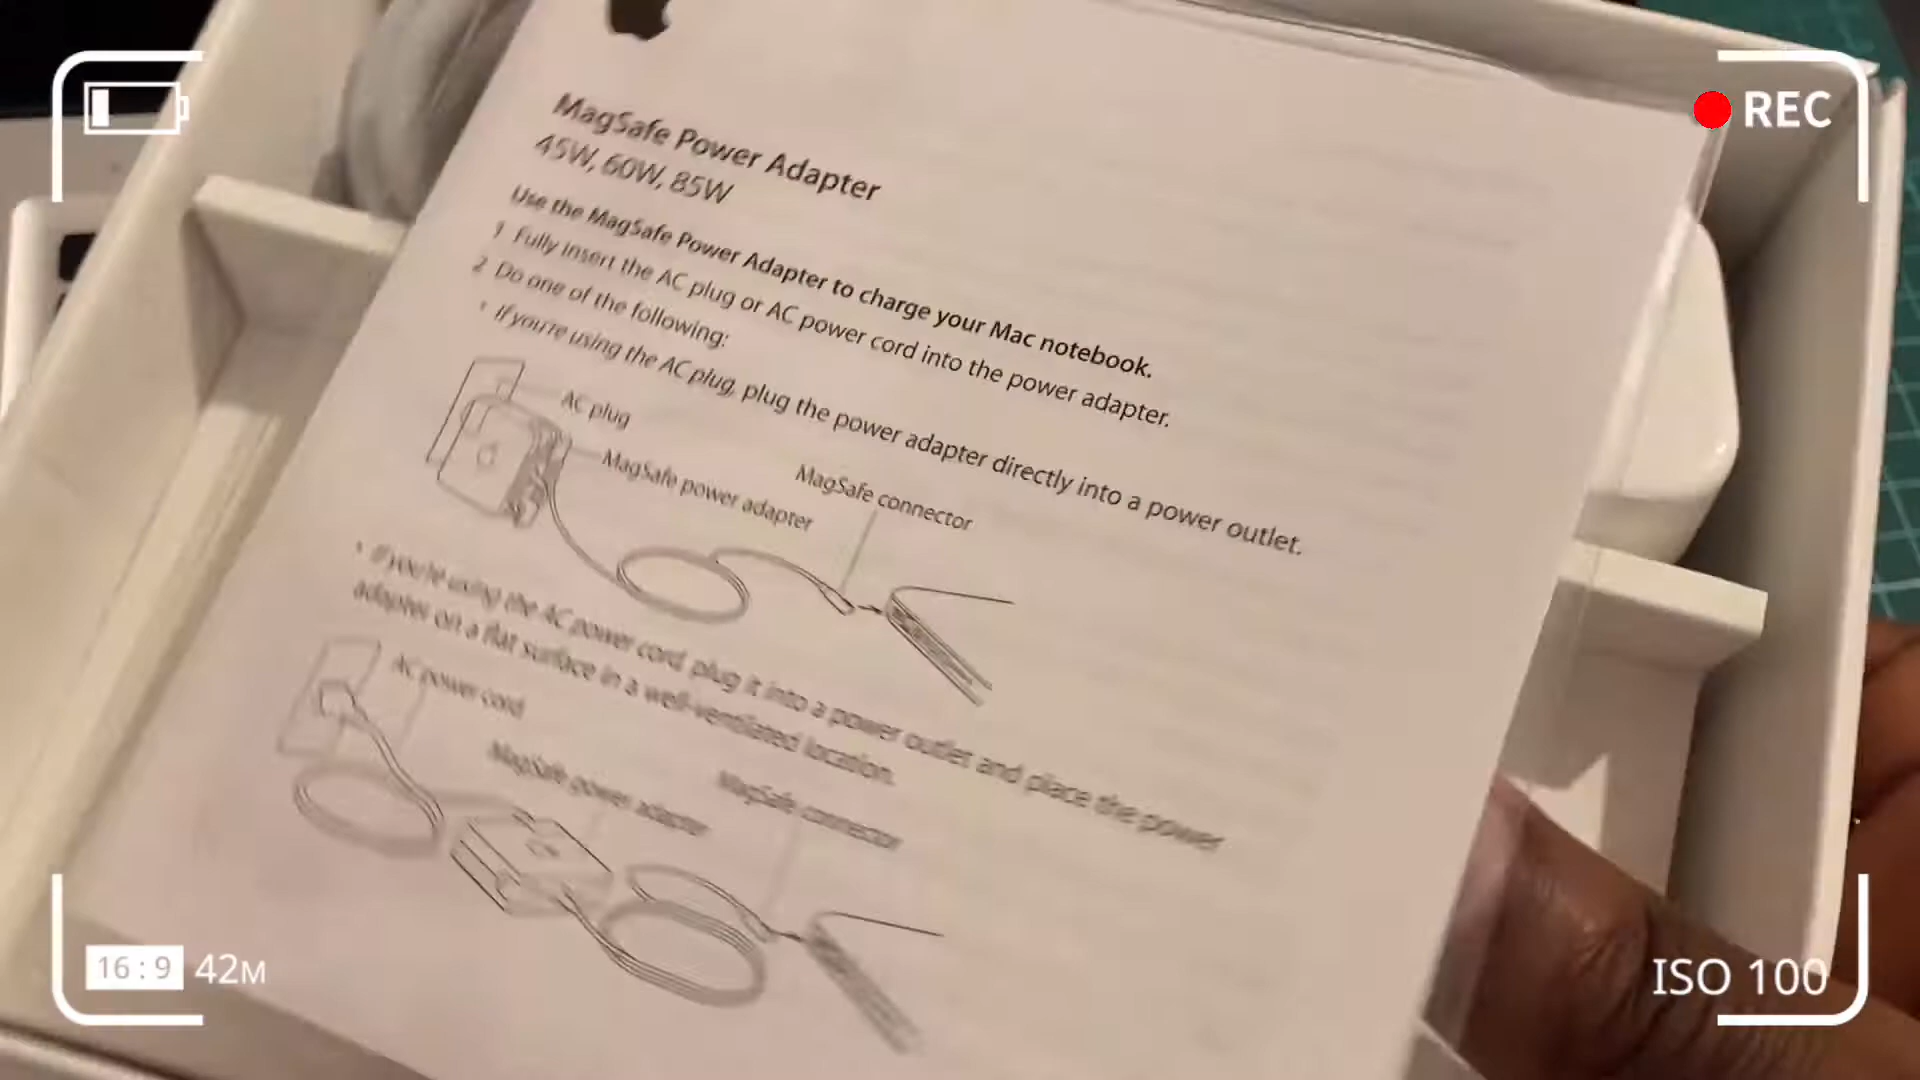 REC
MagSafe Power Adapter
45W, 60W, 85W
Use the MagSafe Power Adapter to charge your Mac notebook.
1 Fully insert the AC plug or AC power cord into the power adapter.
2 Do one of the following:
• If you're using the AC plug, plug the power adapter directly into a power outlet.
AC plug
MagSafe power adapter
MagSafe connector
• If you're using the AC power cord plug it into a power outlet and place the power
adapter on a flat surface in a well-ventilated location.
AC power cord
MagSafe power adapter
MagSafe connector
16:9 42M
ISO 100